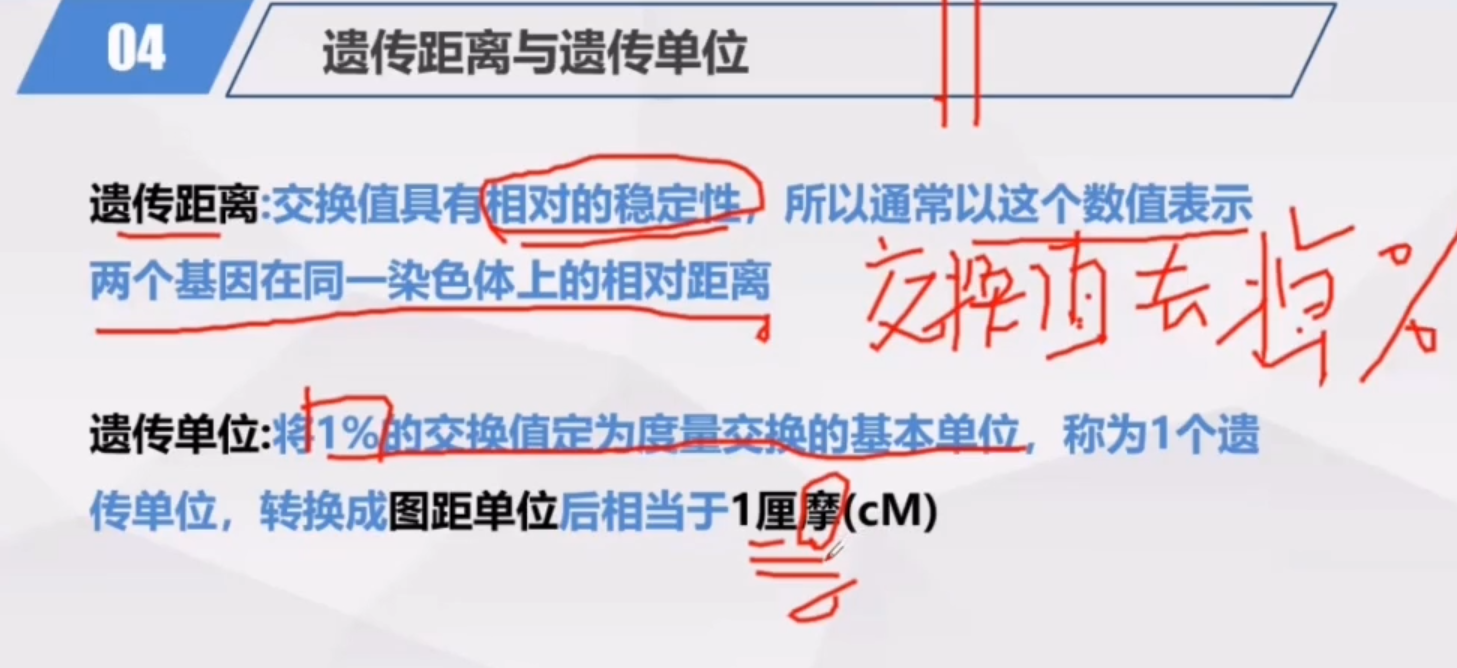 04 遗传距离与遗传单位
遗传距离:交换值具有相对的稳定性，所以通常以这个数值表示
两个基因在同一染色体上的相对距离
交换值去掉%
遗传单位:将1%的交换值定为度量交换的基本单位，称为1个遗
传单位，转换成图距单位后相当于1厘摩(cM)